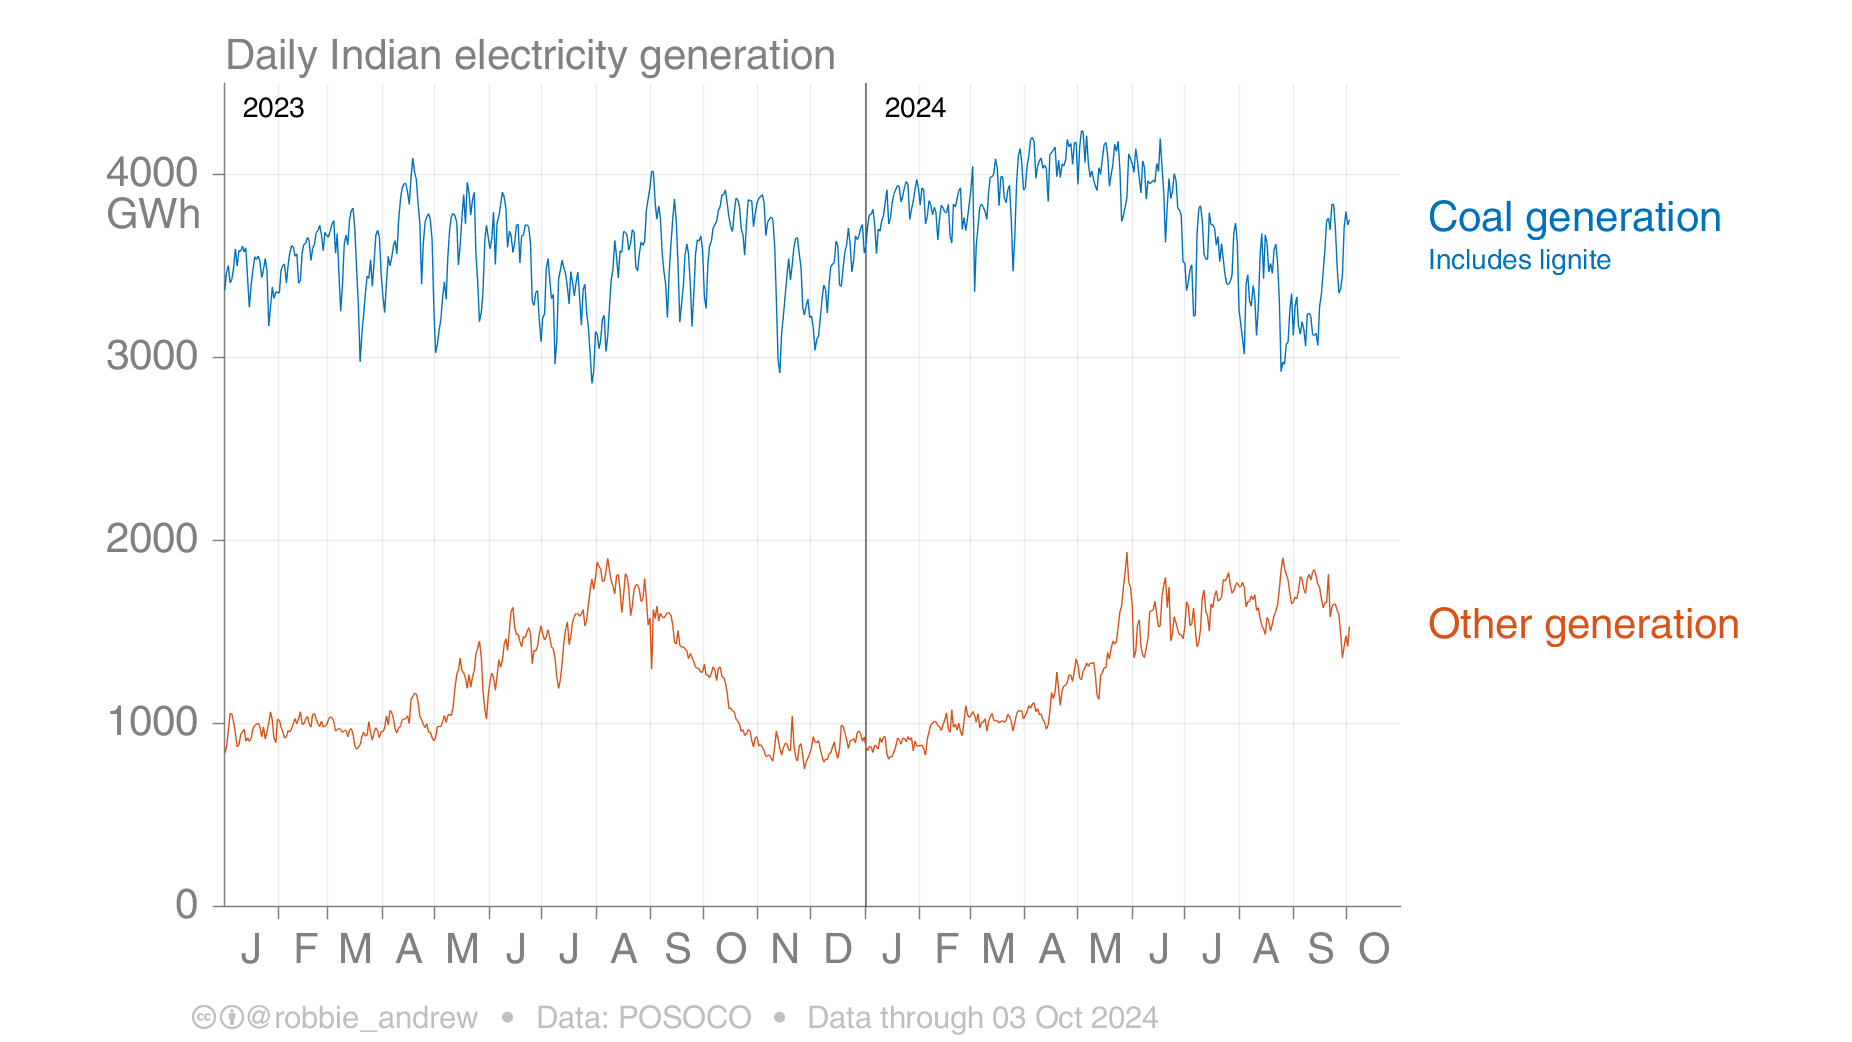 Daily Indian electricity generation
2023
2024
4000
GWh
3000
2000
1000
0
Coal generation
Includes lignite
Other generation
J F M A M J J A S O N D J F M A M J J A S O
cc @robbie_andrew • Data: POSOCO • Data through 03 Oct 2024